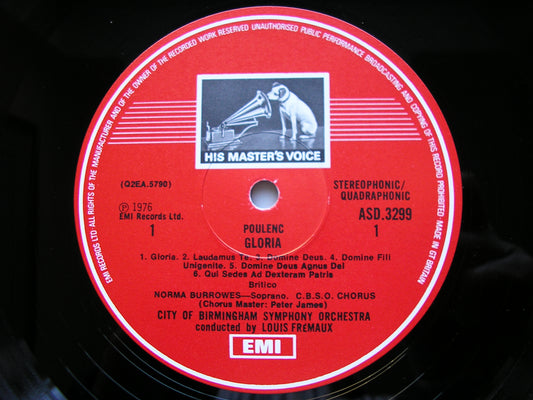 EMI RECORDS LTD ALL RIGHTS OF THE MANUFACTURER AND OF THE OWNER OF THE RECORDED WORK RESERVED UNAUTHORISED PUBLIC PERFORMANCE BROADCASTING AND COPYING OF THIS RECORD PROHIBITED MADE IN GT BRITAIN
HIS MASTER'S VOICE
(Q2EA.5790)
STEREOPHONIC/
QUADRAPHONIC
℗ 1976
EMI Records Ltd.
ASD.3299
1
1
POULENC
GLORIA
1. Gloria. 2. Laudamus Te. 3. Domine Deus. 4. Domine Fili
Unigenito. 5. Domine Deus Agnus Dei
6. Qui Sedes Ad Dexteram Patris
Britico
NORMA BURROWES—Soprano. C.B.S.O. CHORUS
(Chorus Master: Peter James)
CITY OF BIRMINGHAM SYMPHONY ORCHESTRA
conducted by LOUIS FRÉMAUX
EMI